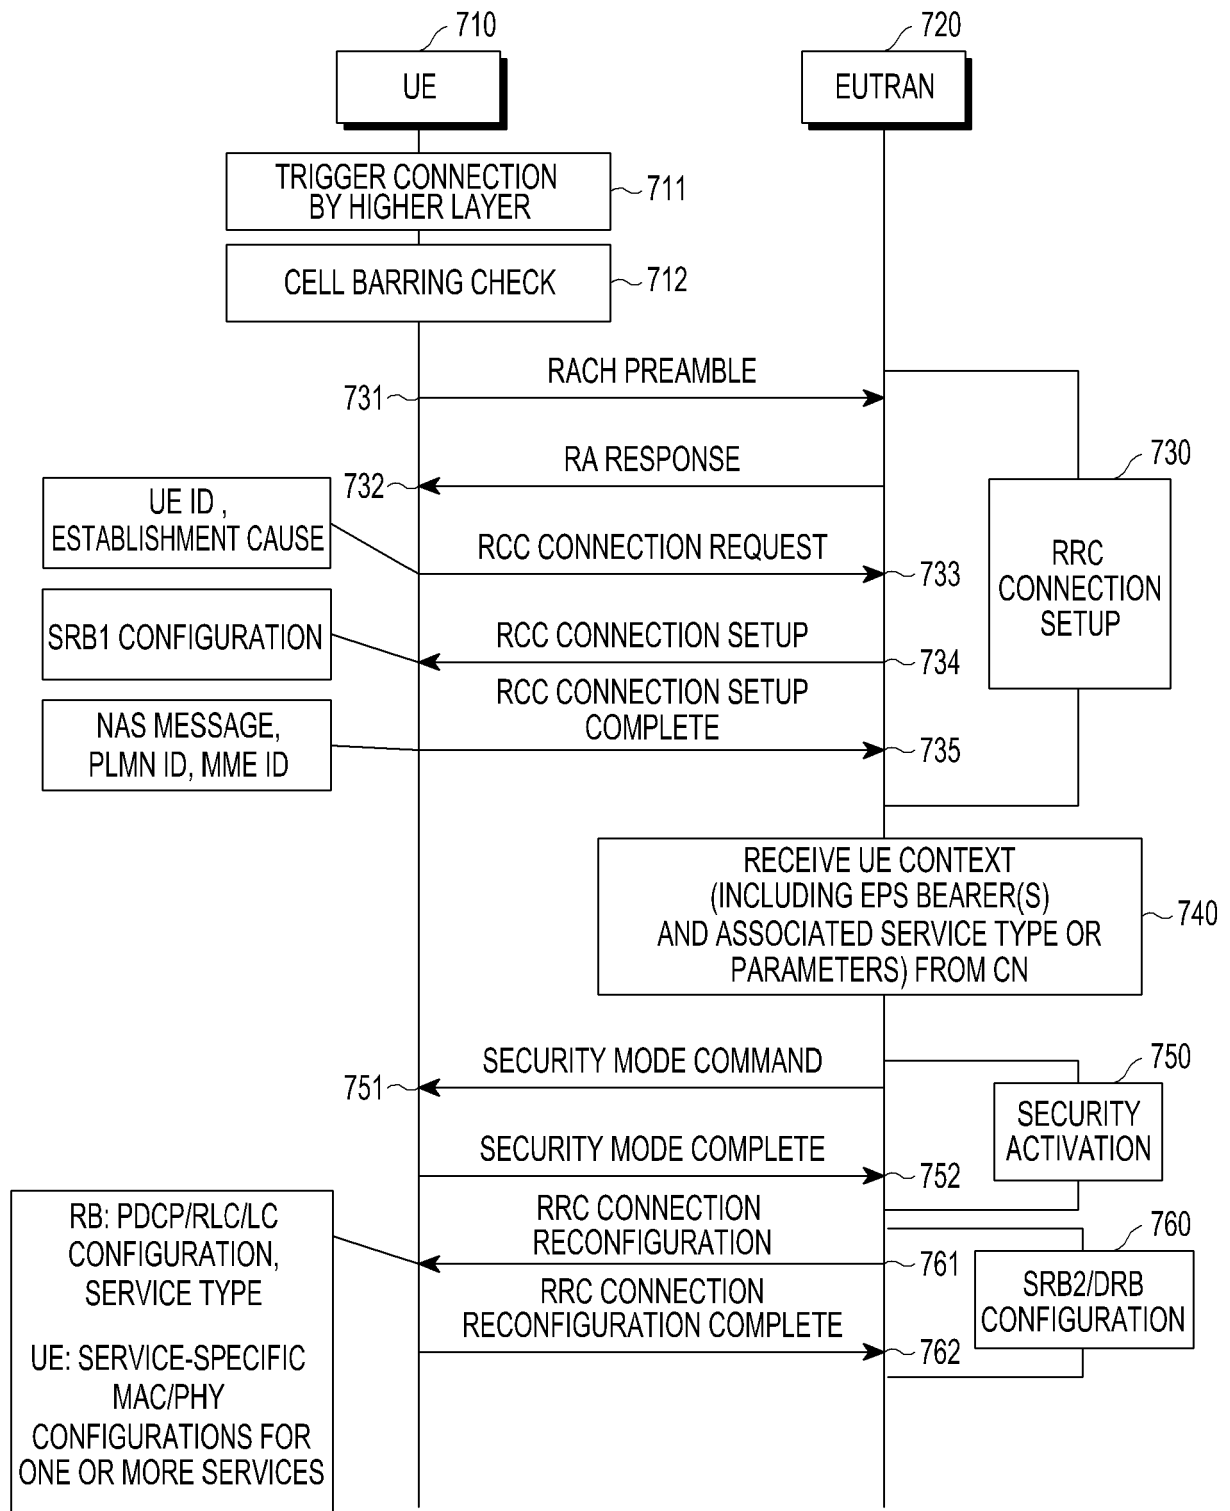 710
720
UE
EUTRAN
TRIGGER CONNECTION
BY HIGHER LAYER
711
CELL BARRING CHECK
712
RACH PREAMBLE
731
RA RESPONSE
732
730
RRC
CONNECTION
SETUP
UE ID ,
ESTABLISHMENT CAUSE
RCC CONNECTION REQUEST
733
SRB1 CONFIGURATION
RCC CONNECTION SETUP
734
NAS MESSAGE,
PLMN ID, MME ID
RCC CONNECTION SETUP
COMPLETE
735
RECEIVE UE CONTEXT
(INCLUDING EPS BEARER(S)
AND ASSOCIATED SERVICE TYPE OR
PARAMETERS) FROM CN
740
SECURITY MODE COMMAND
751
750
SECURITY
ACTIVATION
SECURITY MODE COMPLETE
752
RB: PDCP/RLC/LC
CONFIGURATION,
SERVICE TYPE
UE: SERVICE-SPECIFIC
MAC/PHY
CONFIGURATIONS FOR
ONE OR MORE SERVICES
RRC CONNECTION
RECONFIGURATION
761
760
SRB2/DRB
CONFIGURATION
RRC CONNECTION
RECONFIGURATION COMPLETE
762